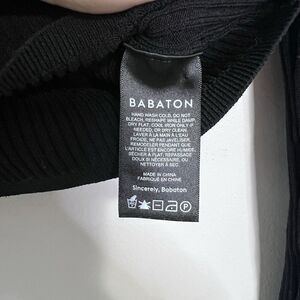 BABATON
HAND WASH COLD, DO NOT
BLEACH, RESHAPE WHILE DAMP,
DRY FLAT, COOL IRON ONLY IF
NEEDED, OR DRY CLEAN.
LAVER À LA MAIN À L'EAU
FROIDE, NE PAS JAVELISER,
REMODELER PENDANT QUE
L'ARTICLE EST ENCORE HUMIDE,
SÉCHER À PLAT, REPASSAGE
DOUX SI NÉCESSAIRE, OU
NETTOYER À SEC.
MADE IN CHINA
FABRIQUÉ EN CHINE
Sincerely, Babaton
P